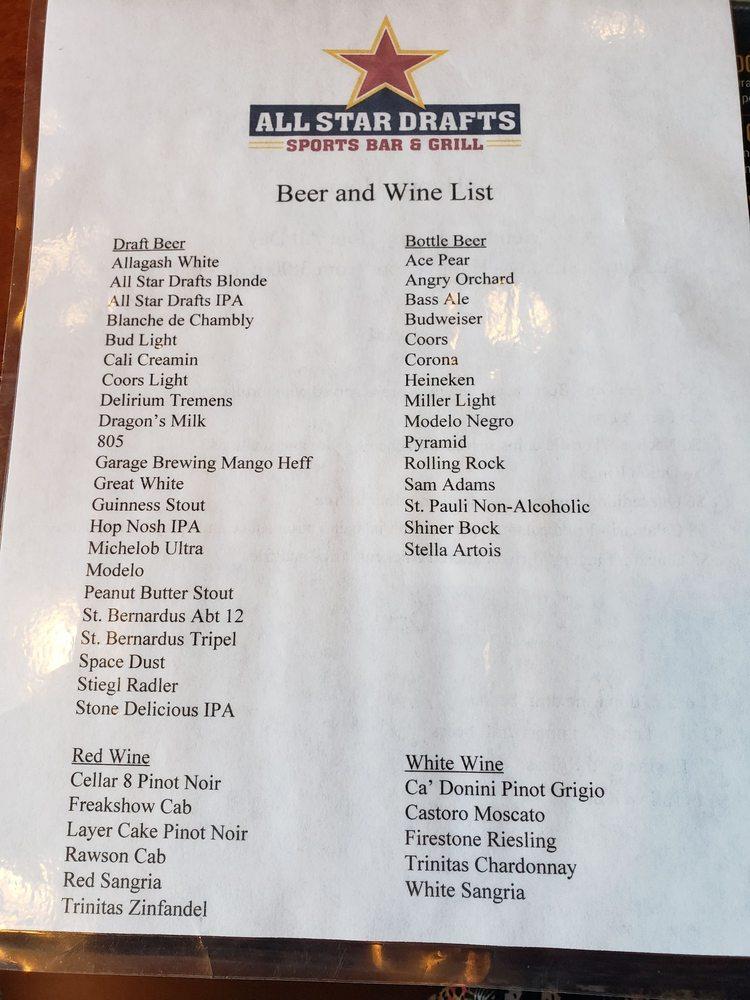 ALL STAR DRAFTS
SPORTS BAR & GRILL
Beer and Wine List
Draft Beer
Allagash White
All Star Drafts Blonde
All Star Drafts IPA
Blanche de Chambly
Bud Light
Cali Creamin
Coors Light
Delirium Tremens
Dragon's Milk
805
Garage Brewing Mango Heff
Great White
Guinness Stout
Hop Nosh IPA
Michelob Ultra
Modelo
Peanut Butter Stout
St. Bernardus Abt 12
St. Bernardus Tripel
Space Dust
Stiegl Radler
Stone Delicious IPA
Bottle Beer
Ace Pear
Angry Orchard
Bass Ale
Budweiser
Coors
Corona
Heineken
Miller Light
Modelo Negro
Pyramid
Rolling Rock
Sam Adams
St. Pauli Non-Alcoholic
Shiner Bock
Stella Artois
Red Wine
Cellar 8 Pinot Noir
Freakshow Cab
Layer Cake Pinot Noir
Rawson Cab
Red Sangria
Trinitas Zinfandel
White Wine
Ca' Donini Pinot Grigio
Castoro Moscato
Firestone Riesling
Trinitas Chardonnay
White Sangria